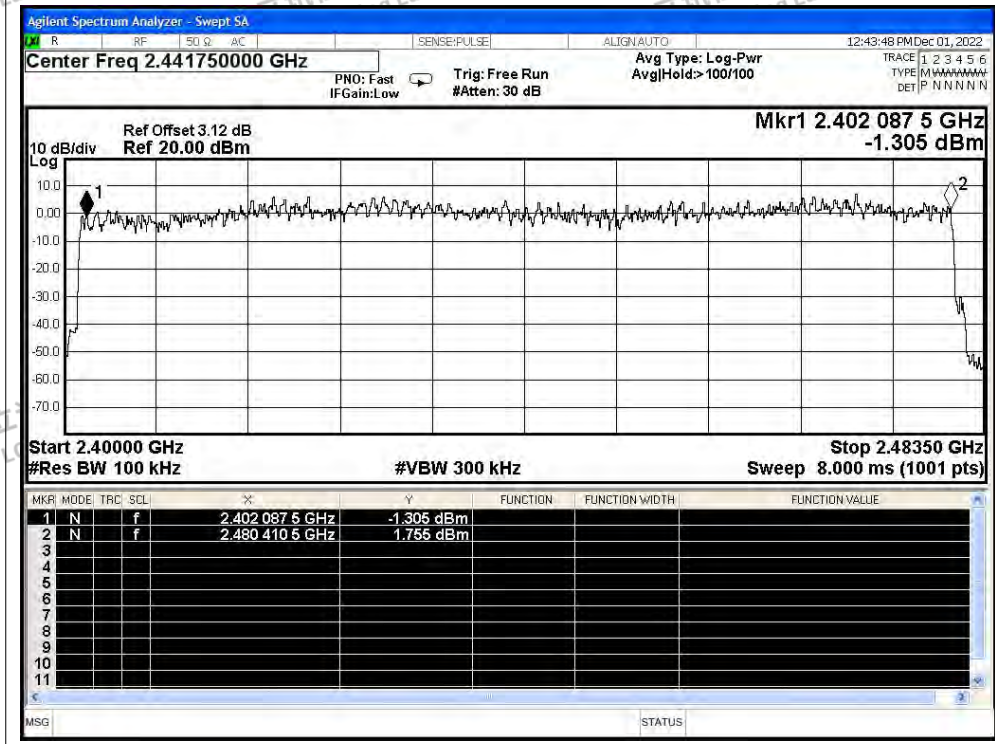 Agilent Spectrum Analyzer - Swept SA
R RF 50 Ω AC SENSE:PULSE ALIGN AUTO 12:43:48 PM Dec 01, 2022
Center Freq 2.441750000 GHz
PNO: Fast
IFGain:Low
Trig: Free Run
#Atten: 30 dB
Avg Type: Log-Pwr
Avg|Hold:>100/100
TRACE 1 2 3 4 5 6
TYPE M WWWWW
DET P N N N N N
Mkr1 2.402 087 5 GHz
-1.305 dBm
Ref Offset 3.12 dB
10 dB/div Ref 20.00 dBm
Log
10.0
0.00
-10.0
-20.0
-30.0
-40.0
-50.0
-60.0
-70.0
1
2
Start 2.40000 GHz Stop 2.48350 GHz
#Res BW 100 kHz #VBW 300 kHz Sweep 8.000 ms (1001 pts)
MKR MODE TRC SCL X Y FUNCTION FUNCTION WIDTH FUNCTION VALUE
1 N f 2.402 087 5 GHz -1.305 dBm
2 N f 2.480 410 5 GHz 1.755 dBm
3
4
5
6
7
8
9
10
11
MSG STATUS